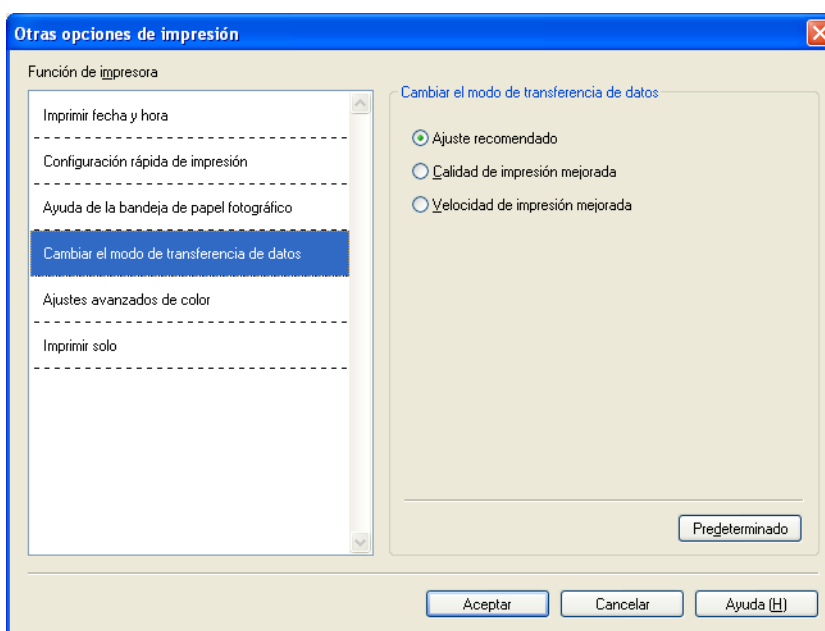 Otras opciones de impresión
Función de impresora
Imprimir fecha y hora
Configuración rápida de impresión
Ayuda de la bandeja de papel fotográfico
Cambiar el modo de transferencia de datos
Ajustes avanzados de color
Imprimir solo
Cambiar el modo de transferencia de datos
Ajuste recomendado
Calidad de impresión mejorada
Velocidad de impresión mejorada
Predeterminado
Aceptar
Cancelar
Ayuda (H)